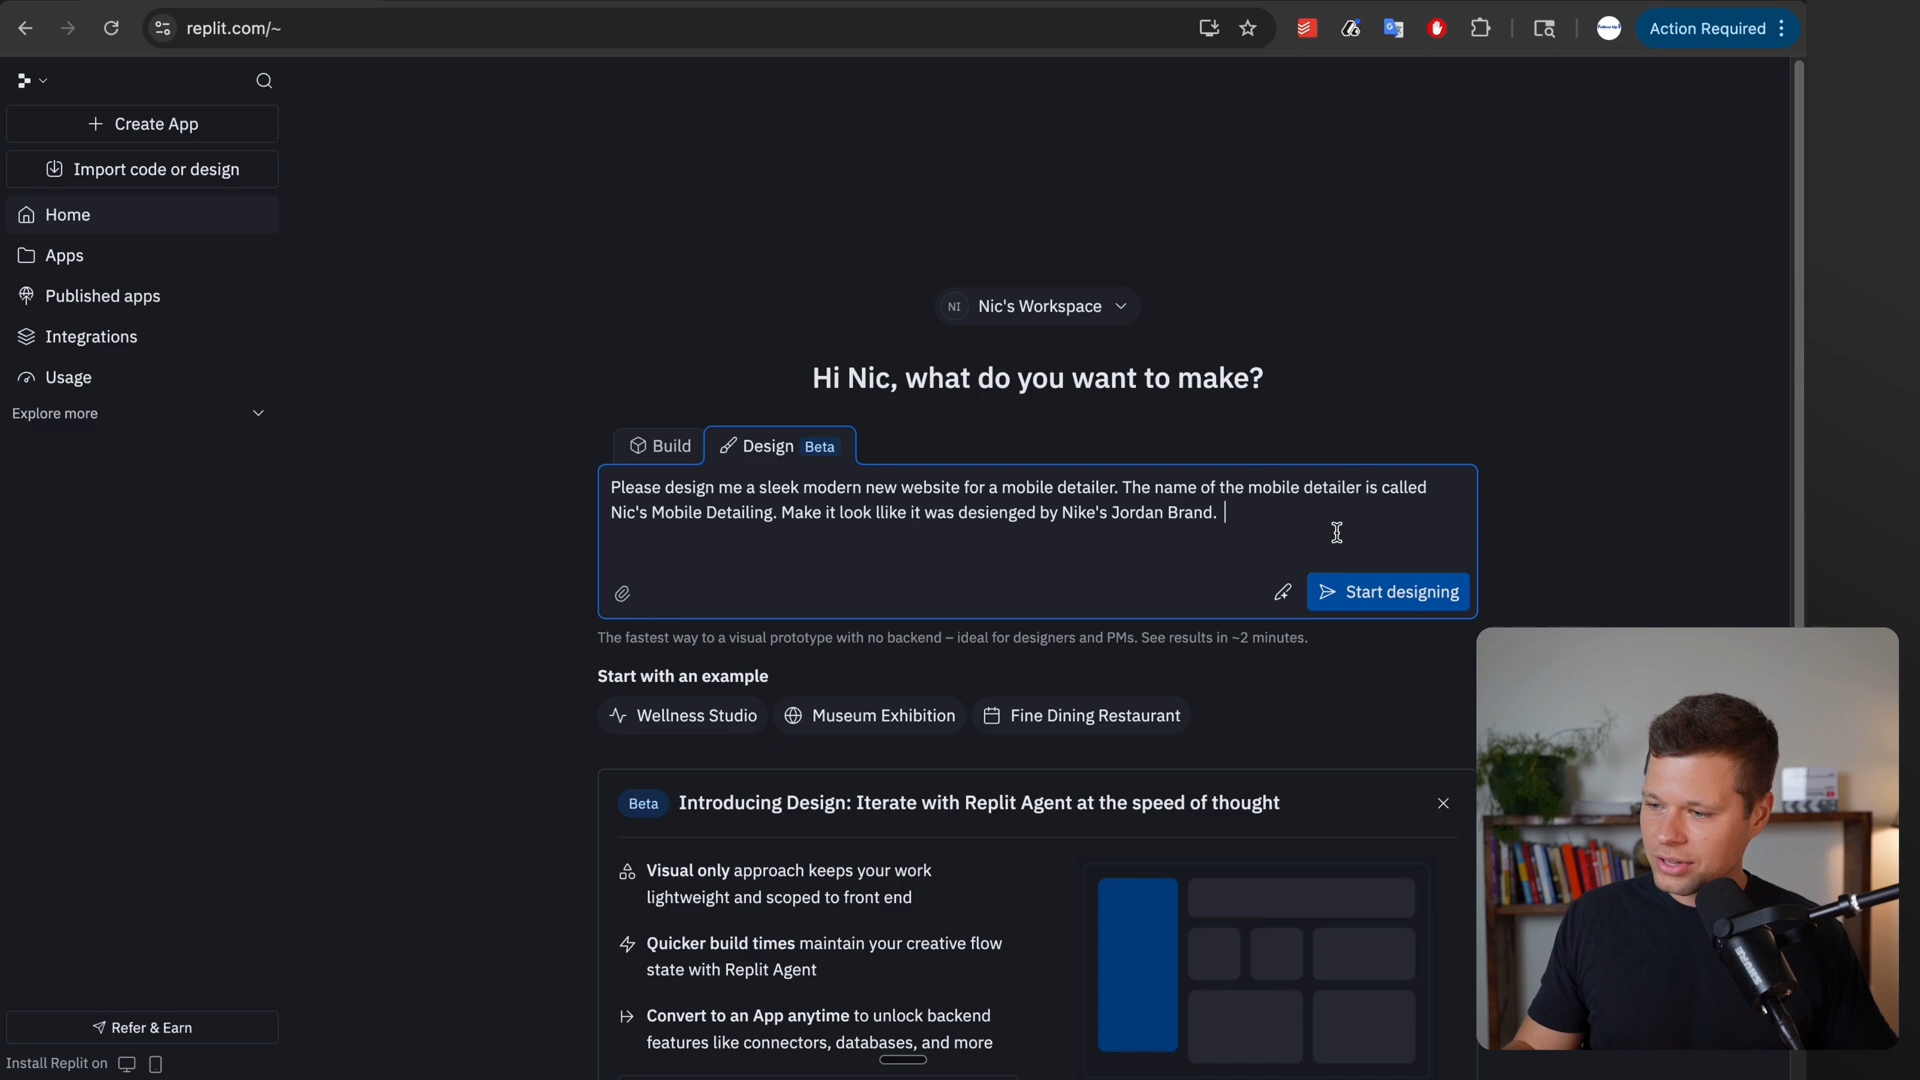 replit.com/~
Action Required
Create App
Import code or design
Home
Apps
Published apps
Integrations
Usage
Explore more
NI Nic's Workspace
Hi Nic, what do you want to make?
Build
Design Beta
Please design me a sleek modern new website for a mobile detailer. The name of the mobile detailer is called
Nic's Mobile Detailing. Make it look llike it was desienged by Nike's Jordan Brand.
Start designing
The fastest way to a visual prototype with no backend – ideal for designers and PMs. See results in ~2 minutes.
Start with an example
Wellness Studio
Museum Exhibition
Fine Dining Restaurant
Beta Introducing Design: Iterate with Replit Agent at the speed of thought
Visual only approach keeps your work
lightweight and scoped to front end
Quicker build times maintain your creative flow
state with Replit Agent
Convert to an App anytime to unlock backend
features like connectors, databases, and more
Refer & Earn
Install Replit on
SHURE